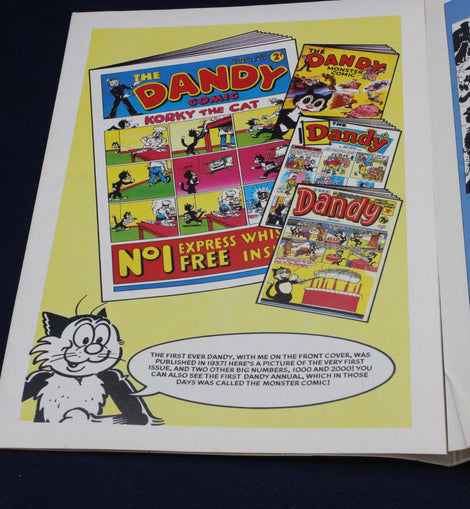 THE
DANDY
COMIC
2D
KORKY THE CAT
No1
EXPRESS WHIS
FREE INS
THE
DANDY
MONSTER
COMIC
THE
Dandy
Dandy
THE FIRST EVER DANDY, WITH ME ON THE FRONT COVER, WAS
PUBLISHED IN 1937! HERE'S A PICTURE OF THE VERY FIRST
ISSUE, AND TWO OTHER BIG NUMBERS, 1000 AND 2000! YOU
CAN ALSO SEE THE FIRST DANDY ANNUAL, WHICH IN THOSE
DAYS WAS CALLED THE MONSTER COMIC!